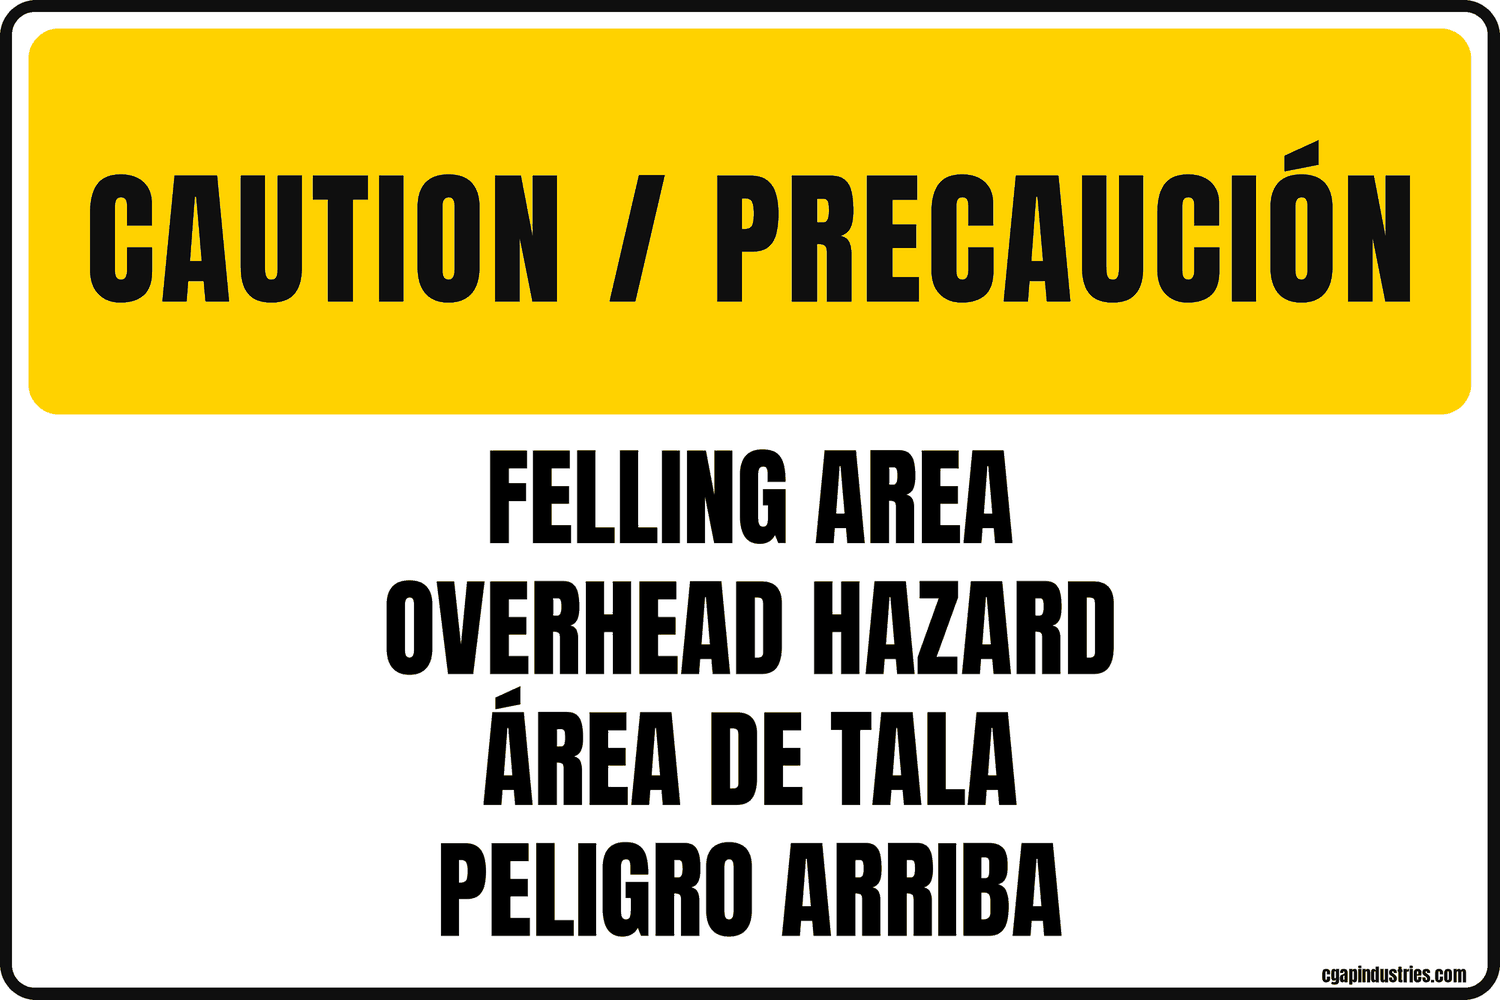 CAUTION / PRECAUCIÓN
FELLING AREA
OVERHEAD HAZARD
ÁREA DE TALA
PELIGRO ARRIBA
cgapindustries.com